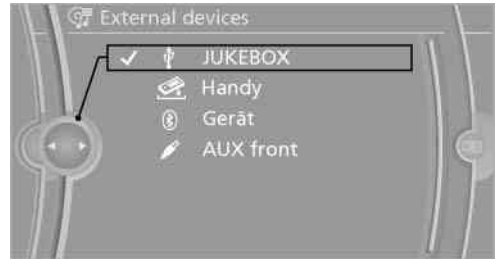 External devices
JUKEBOX
Handy
Gerät
AUX front